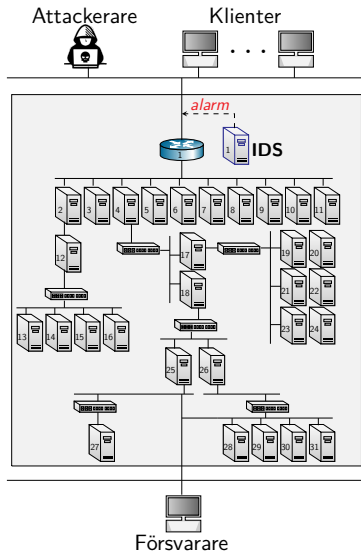 Attackerare Klienter
alarm
1 1 IDS
2 3 4 5 6 7 8 9 10 11
12 17 19 20
18 21 22
13 14 15 16 23 24
25 26
27 28 29 30 31
Försvarare